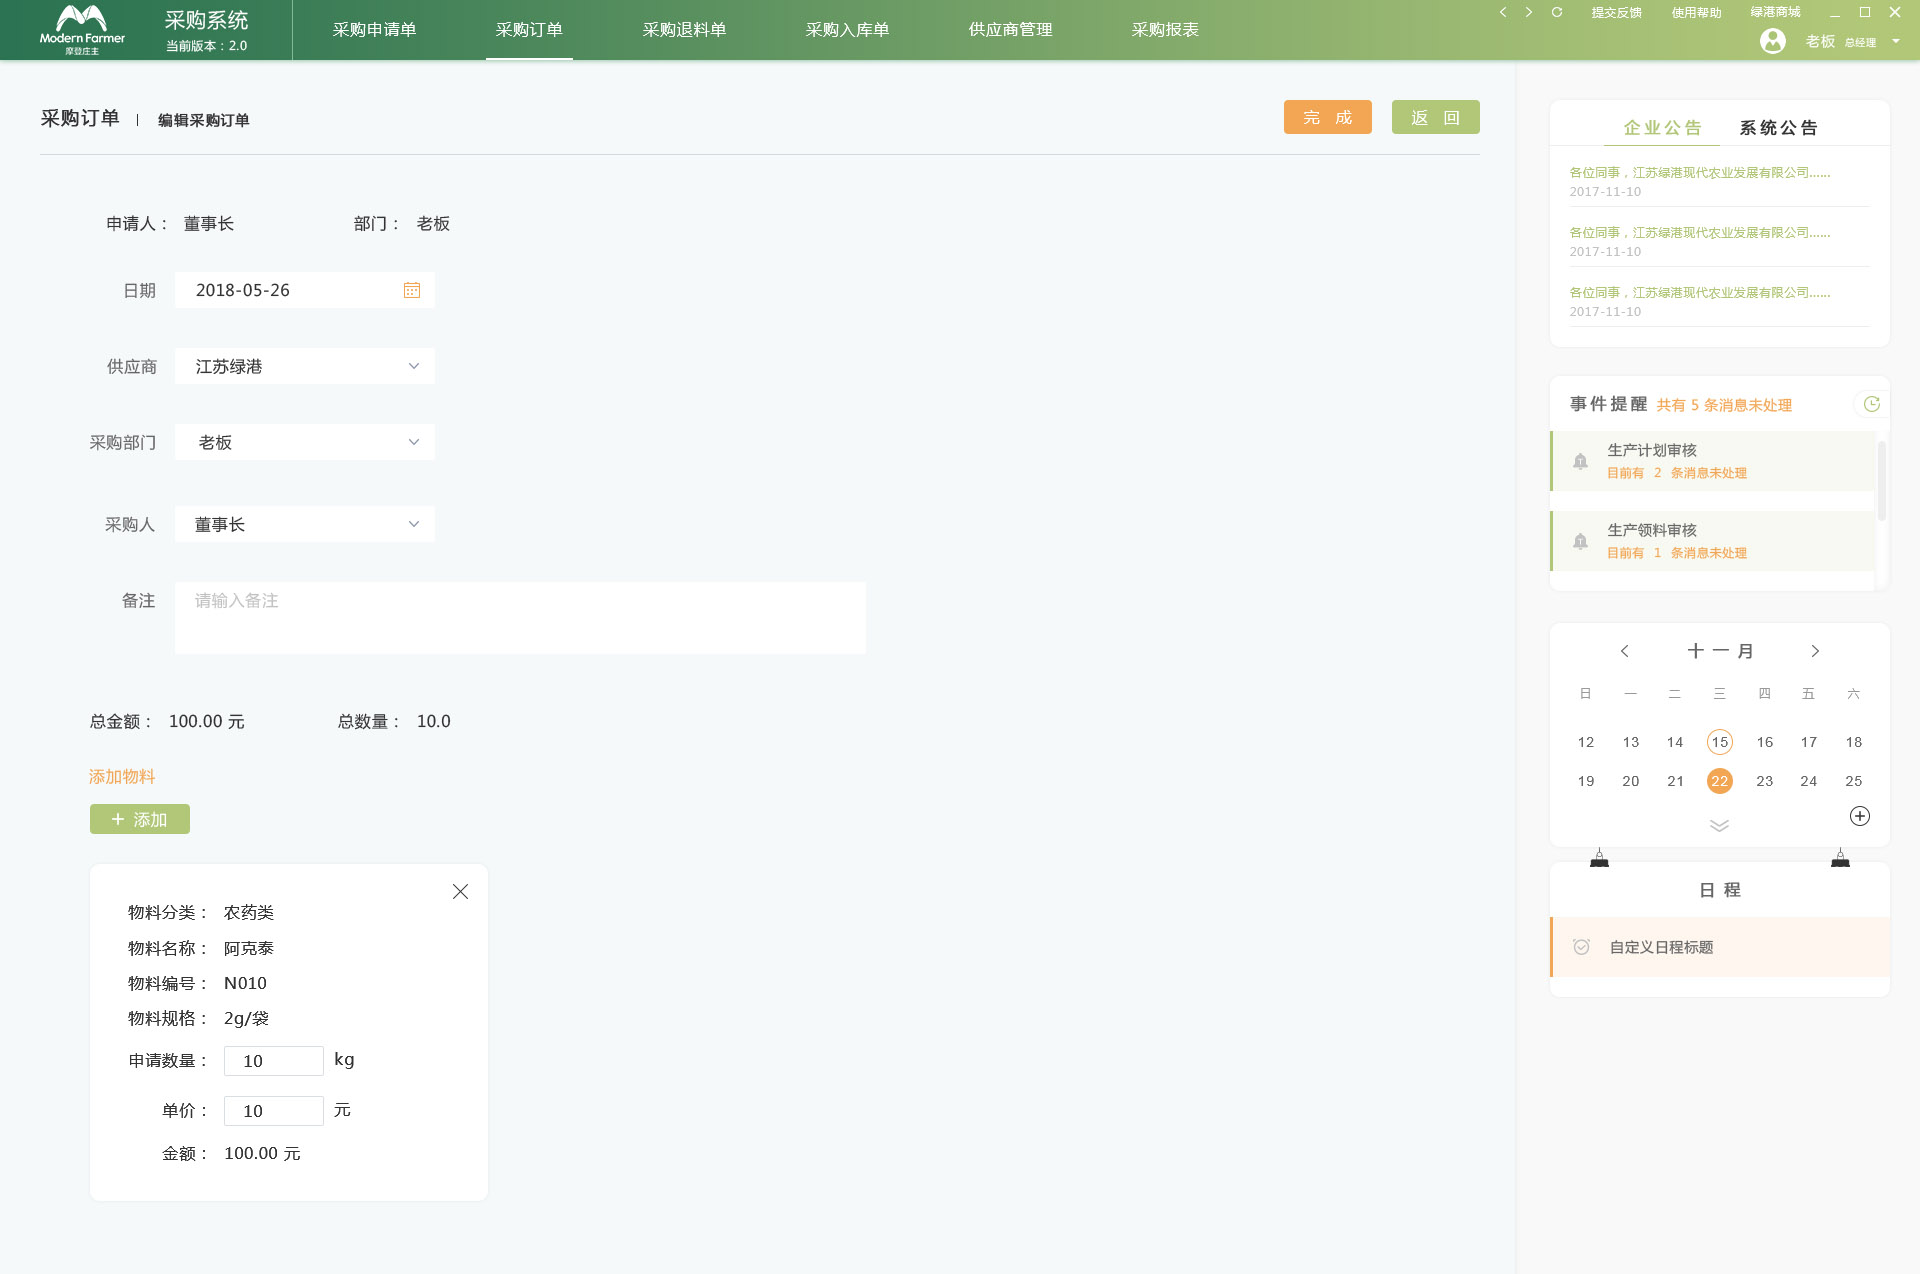 Modern Farmer
摩登庄主
采购系统
当前版本：2.0
采购申请单
采购订单
采购退料单
采购入库单
供应商管理
采购报表
提交反馈
使用帮助
绿港商城
老板 总经理
采购订单 | 编辑采购订单
完 成
返 回
申请人： 董事长
部门： 老板
日期 2018-05-26
供应商 江苏绿港
采购部门 老板
采购人 董事长
备注 请输入备注
总金额： 100.00 元
总数量： 10.0
添加物料
+ 添加
物料分类： 农药类
物料名称： 阿克泰
物料编号： N010
物料规格： 2g/袋
申请数量： 10 kg
单价： 10 元
金额： 100.00 元
企业公告 系统公告
各位同事，江苏绿港现代农业发展有限公司......
2017-11-10
各位同事，江苏绿港现代农业发展有限公司......
2017-11-10
各位同事，江苏绿港现代农业发展有限公司......
2017-11-10
事件提醒 共有 5 条消息未处理
生产计划审核
目前有 2 条消息未处理
生产领料审核
目前有 1 条消息未处理
十一月
日 一 二 三 四 五 六
12 13 14 15 16 17 18
19 20 21 22 23 24 25
日 程
自定义日程标题